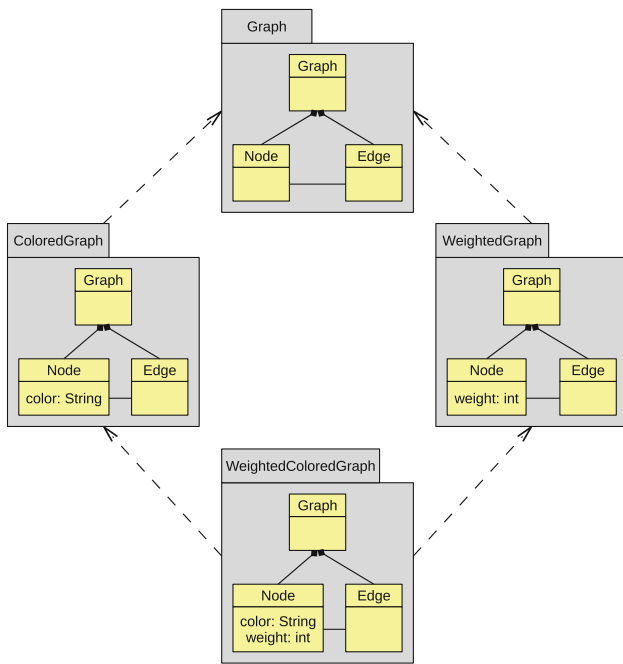 Graph
Graph
Node
Edge
ColoredGraph
Graph
Node
Edge
color: String
WeightedGraph
Graph
Node
Edge
weight: int
WeightedColoredGraph
Graph
Node
Edge
color: String
weight: int